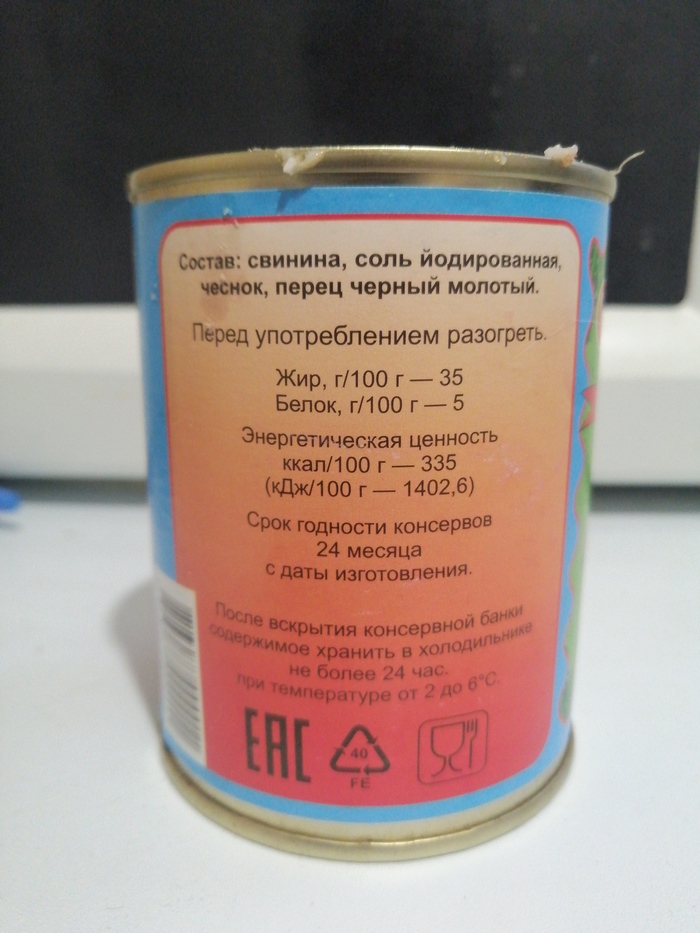 Состав: свинина, соль йодированная,
чеснок, перец черный молотый.
Перед употреблением разогреть.
Жир, г/100 г — 35
Белок, г/100 г — 5
Энергетическая ценность
ккал/100 г — 335
(кДж/100 г — 1402,6)
Срок годности консервов
24 месяца
с даты изготовления.
После вскрытия консервной банки
содержимое хранить в холодильнике
не более 24 час.
при температуре от 2 до 6°С.
EAC
40
FE